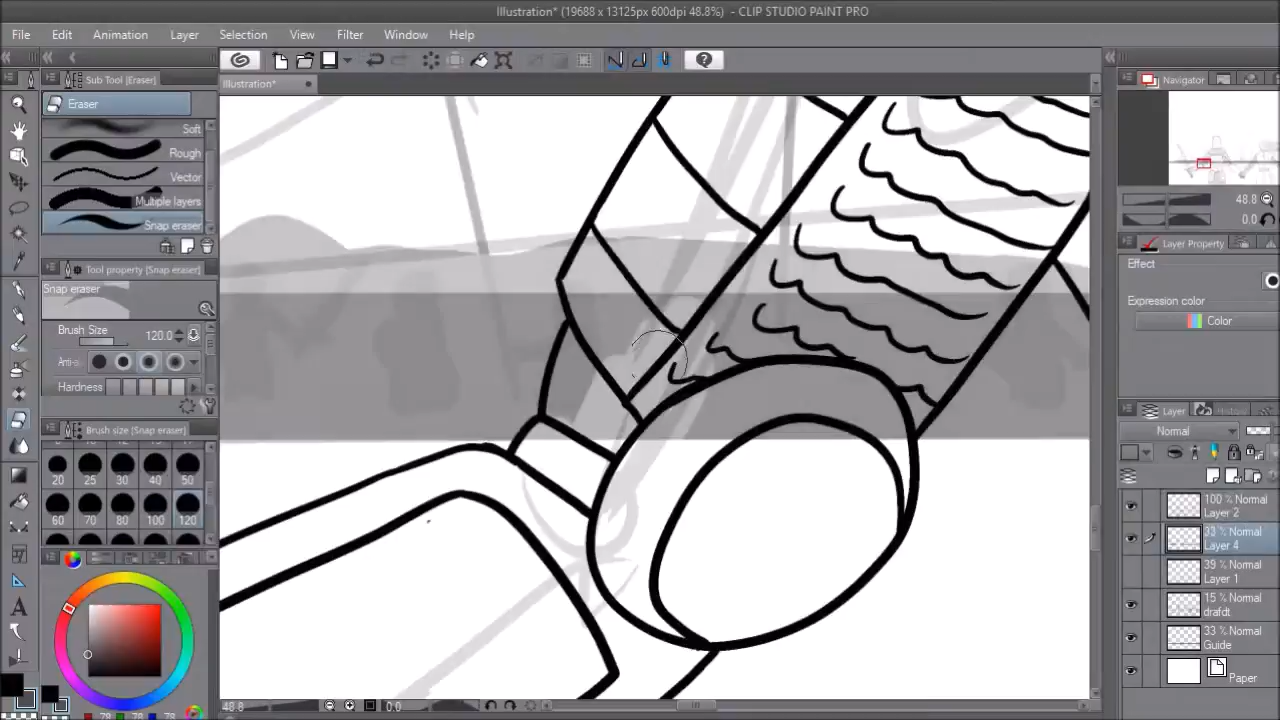 Illustration* (19688 x 13125px 600dpi 48.8%) - CLIP STUDIO PAINT PRO
File Edit Animation Layer Selection View Filter Window Help
Sub Tool [Eraser]
Illustration*
Navigator
Eraser
Soft
Rough
Vector
Multiple layers
Snap eraser
48.8
0.0
Tool property [Snap eraser]
Layer Property
Snap eraser
Effect
Brush Size 120.0
Expression color
Color
Hardness
Layer
Brush size [Snap eraser]
Normal
20 25 30 40 50
60 70 80 100 120
100 % Normal
Layer 2
33 % Normal
Layer 4
39 % Normal
Layer 1
15 % Normal
drafdt
33 % Normal
Guide
Paper
48.8 0.0
78 78 78